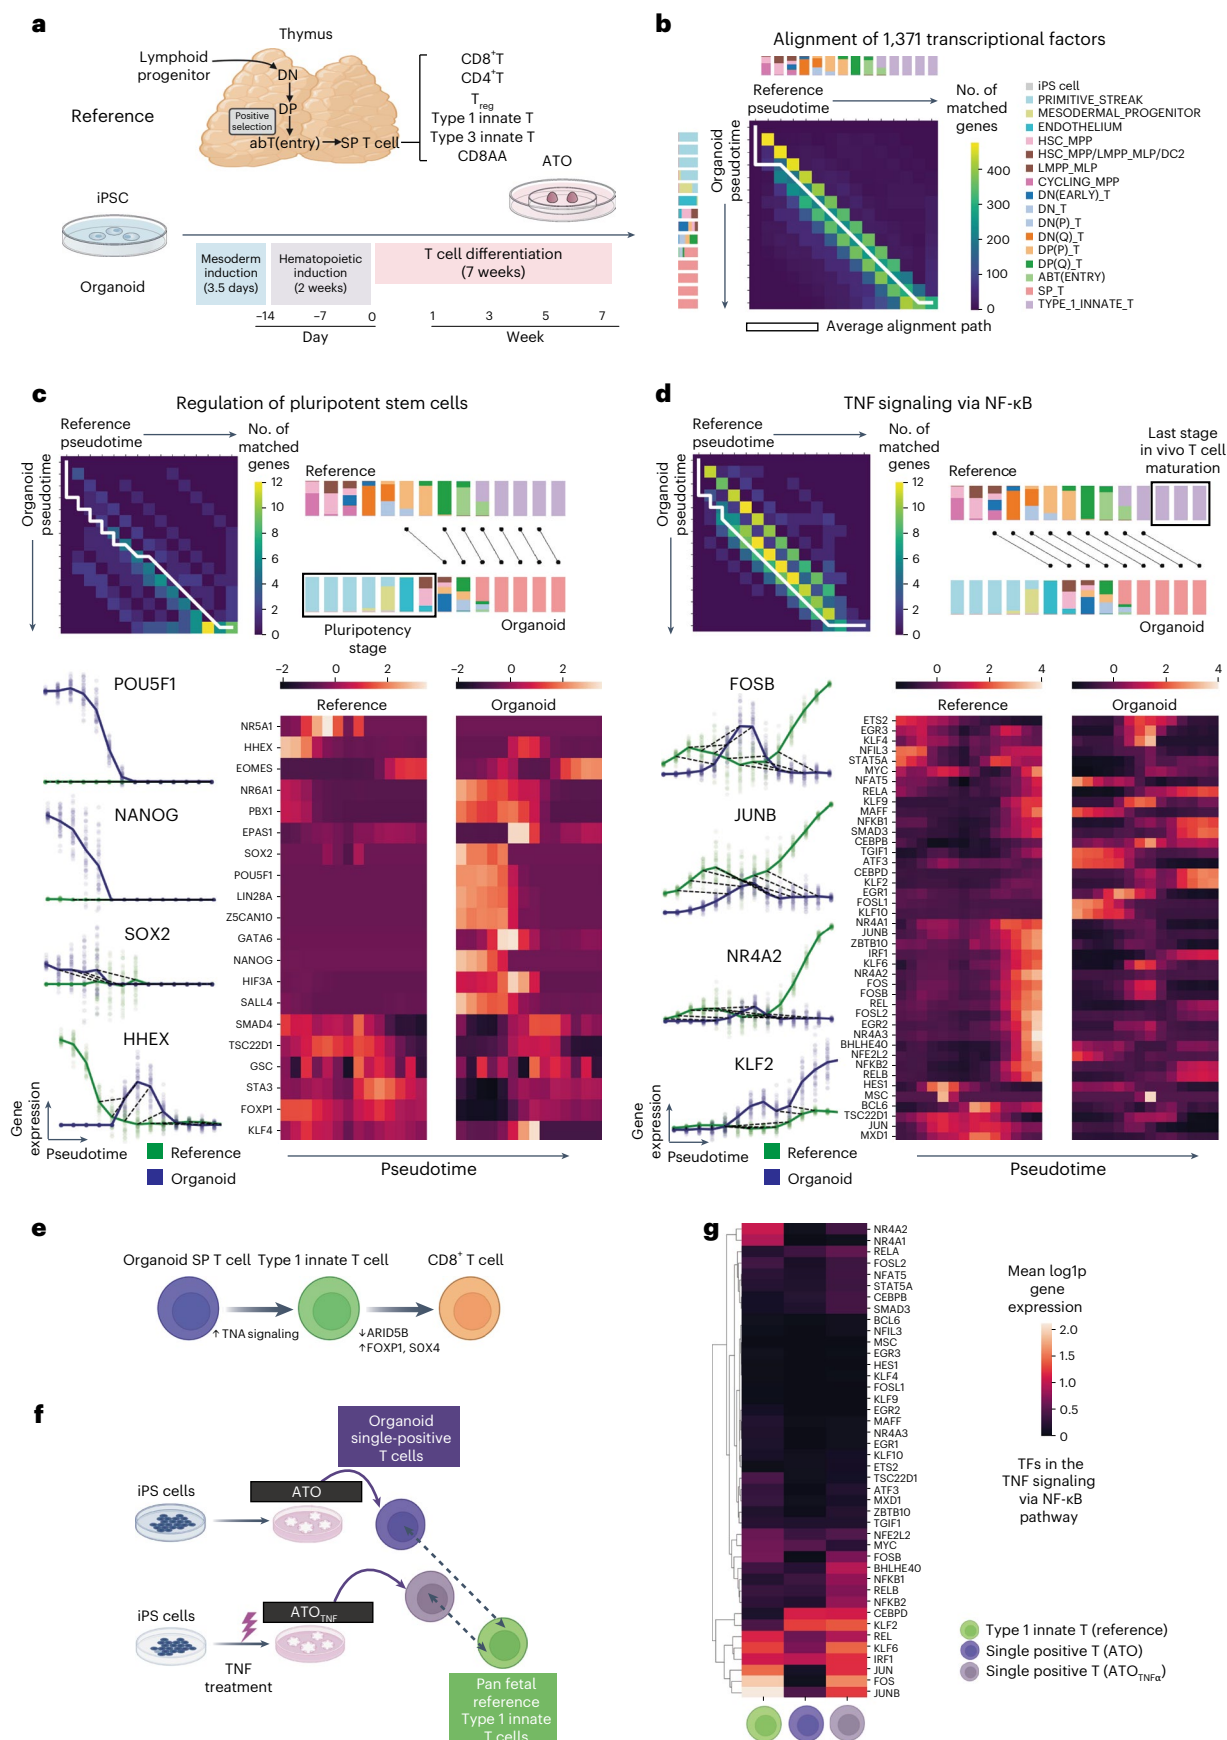 a
Thymus
Lymphoid
progenitor
DN
DP
Positive
selection
abT(entry)
SP T cell
CD8+T
CD4+T
Treg
Type 1 innate T
Type 3 innate T
CD8AA
Reference
ATO
iPSC
Organoid
Mesoderm
induction
(3.5 days)
Hematopoietic
induction
(2 weeks)
T cell differentiation
(7 weeks)
−14
−7
0
1
3
5
7
Day
Week
b
Alignment of 1,371 transcriptional factors
Reference
pseudotime
No. of
matched
genes
Organoid
pseudotime
400
300
200
100
0
Average alignment path
iPS cell
PRIMITIVE_STREAK
MESODERMAL_PROGENITOR
ENDOTHELIUM
HSC_MPP
HSC_MPP/LMPP_MLP/DC2
LMPP_MLP
CYCLING_MPP
DN(EARLY)_T
DN_T
DN(P)_T
DN(Q)_T
DP(P)_T
DP(Q)_T
ABT(ENTRY)
SP_T
TYPE_1_INNATE_T
c
Regulation of pluripotent stem cells
Reference
pseudotime
No. of
matched
genes
Organoid
pseudotime
12
10
8
6
4
2
0
Reference
Pluripotency
stage
Organoid
POU5F1
NANOG
SOX2
HHEX
Gene
expression
Pseudotime
Reference
Organoid
−2
0
2
−2
0
2
Reference
Organoid
NR5A1
HHEX
EOMES
NR6A1
PBX1
EPAS1
SOX2
POU5F1
LIN28A
Z5CAN10
GATA6
NANOG
HIF3A
SALL4
SMAD4
TSC22D1
GSC
STA3
FOXP1
KLF4
Pseudotime
d
TNF signaling via NF-κB
Reference
pseudotime
No. of
matched
genes
Organoid
pseudotime
12
10
8
6
4
2
0
Last stage
in vivo T cell
maturation
Reference
Organoid
FOSB
JUNB
NR4A2
KLF2
Gene
expression
Pseudotime
Reference
Organoid
0
2
4
0
2
4
Reference
Organoid
ETS2
EGR3
KLF4
NFIL3
STAT5A
MYC
NFAT5
RELA
KLF9
MAFF
NFKB1
SMAD3
CEBPB
TGIF1
ATF3
CEBPD
KLF2
EGR1
FOSL1
KLF10
NR4A1
JUNB
ZBTB10
IRF1
KLF6
NR4A2
FOS
FOSB
REL
FOSL2
EGR2
NR4A3
BHLHE40
NFE2L2
NFKB2
RELB
HES1
MSC
BCL6
TSC22D1
JUN
MXD1
Pseudotime
e
Organoid SP T cell
Type 1 innate T cell
CD8+ T cell
↑ TNA signaling
↓ARID5B
↑FOXP1, SOX4
f
Organoid
single-positive
T cells
iPS cells
ATO
iPS cells
ATOTNF
TNF
treatment
Pan fetal
reference
Type 1 innate
T cells
g
NR4A2
NR4A1
RELA
FOSL2
NFAT5
STAT5A
CEBPB
SMAD3
BCL6
NFIL3
MSC
EGR3
HES1
KLF4
FOSL1
KLF9
EGR2
MAFF
NR4A3
EGR1
KLF10
ETS2
TSC22D1
ATF3
MXD1
ZBTB10
TGIF1
NFE2L2
MYC
FOSB
BHLHE40
NFKB1
RELB
NFKB2
CEBPD
KLF2
REL
KLF6
IRF1
JUN
FOS
JUNB
Mean log1p
gene
expression
2.0
1.5
1.0
0.5
0
TFs in the
TNF signaling
via NF-κB
pathway
Type 1 innate T (reference)
Single positive T (ATO)
Single positive T (ATOTNFα)